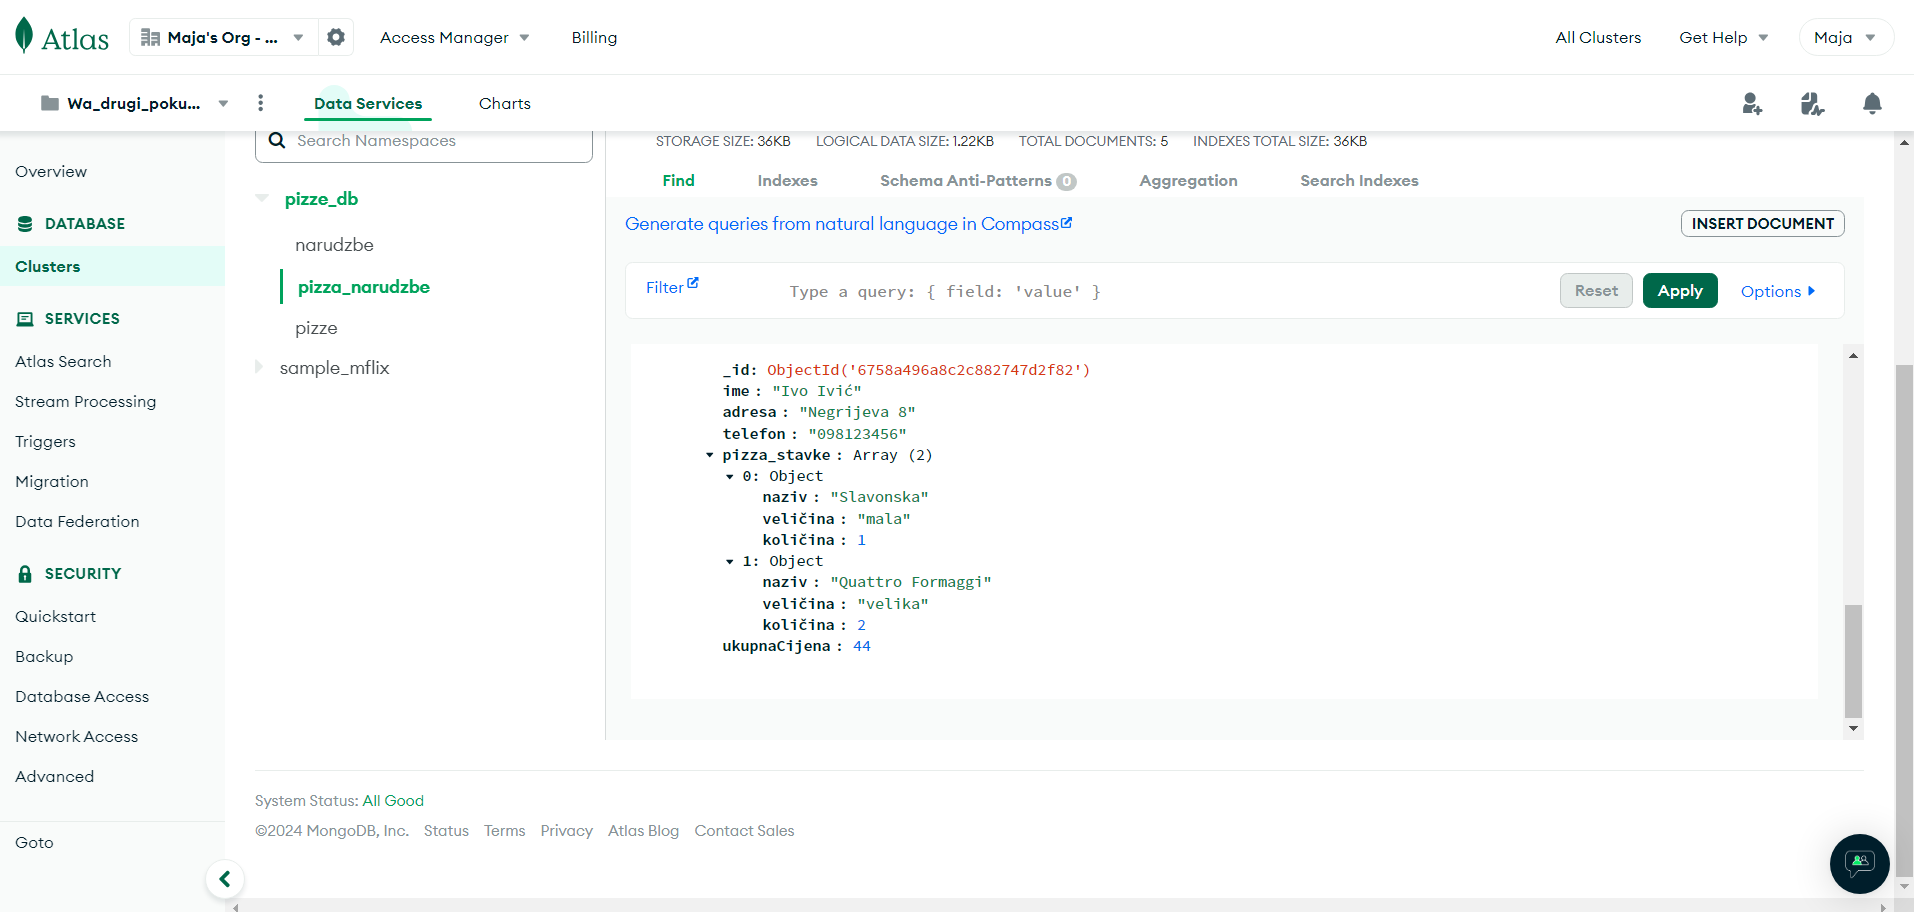 Atlas
Maja's Org - ...
Access Manager
Billing
All Clusters
Get Help
Maja
Wa_drugi_poku...
Data Services
Charts
Overview
DATABASE
Clusters
SERVICES
Atlas Search
Stream Processing
Triggers
Migration
Data Federation
SECURITY
Quickstart
Backup
Database Access
Network Access
Advanced
Goto
Search Namespaces
pizze_db
narudzbe
pizza_narudzbe
pizze
sample_mflix
STORAGE SIZE: 36KB LOGICAL DATA SIZE: 1.22KB TOTAL DOCUMENTS: 5 INDEXES TOTAL SIZE: 36KB
Find Indexes Schema Anti-Patterns 0 Aggregation Search Indexes
Generate queries from natural language in Compass
INSERT DOCUMENT
Filter
Type a query: { field: 'value' }
Reset
Apply
Options
_id: ObjectId('6758a496a8c2c882747d2f82')
ime : "Ivo Ivić"
adresa : "Negrijeva 8"
telefon : "098123456"
pizza_stavke : Array (2)
0: Object
naziv : "Slavonska"
veličina : "mala"
količina : 1
1: Object
naziv : "Quattro Formaggi"
veličina : "velika"
količina : 2
ukupnaCijena : 44
System Status: All Good
©2024 MongoDB, Inc. Status Terms Privacy Atlas Blog Contact Sales